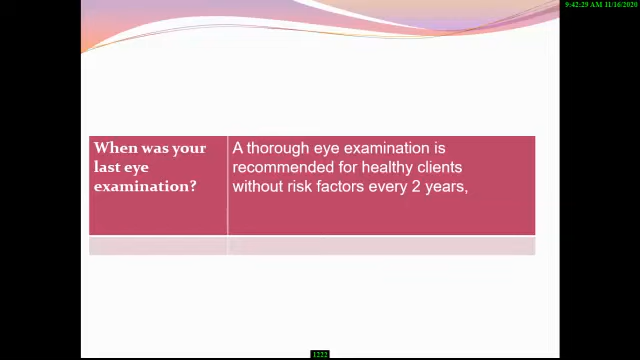 9:42:29 AM 11/16/2020
When was your
last eye
examination?
A thorough eye examination is
recommended for healthy clients
without risk factors every 2 years,
1222